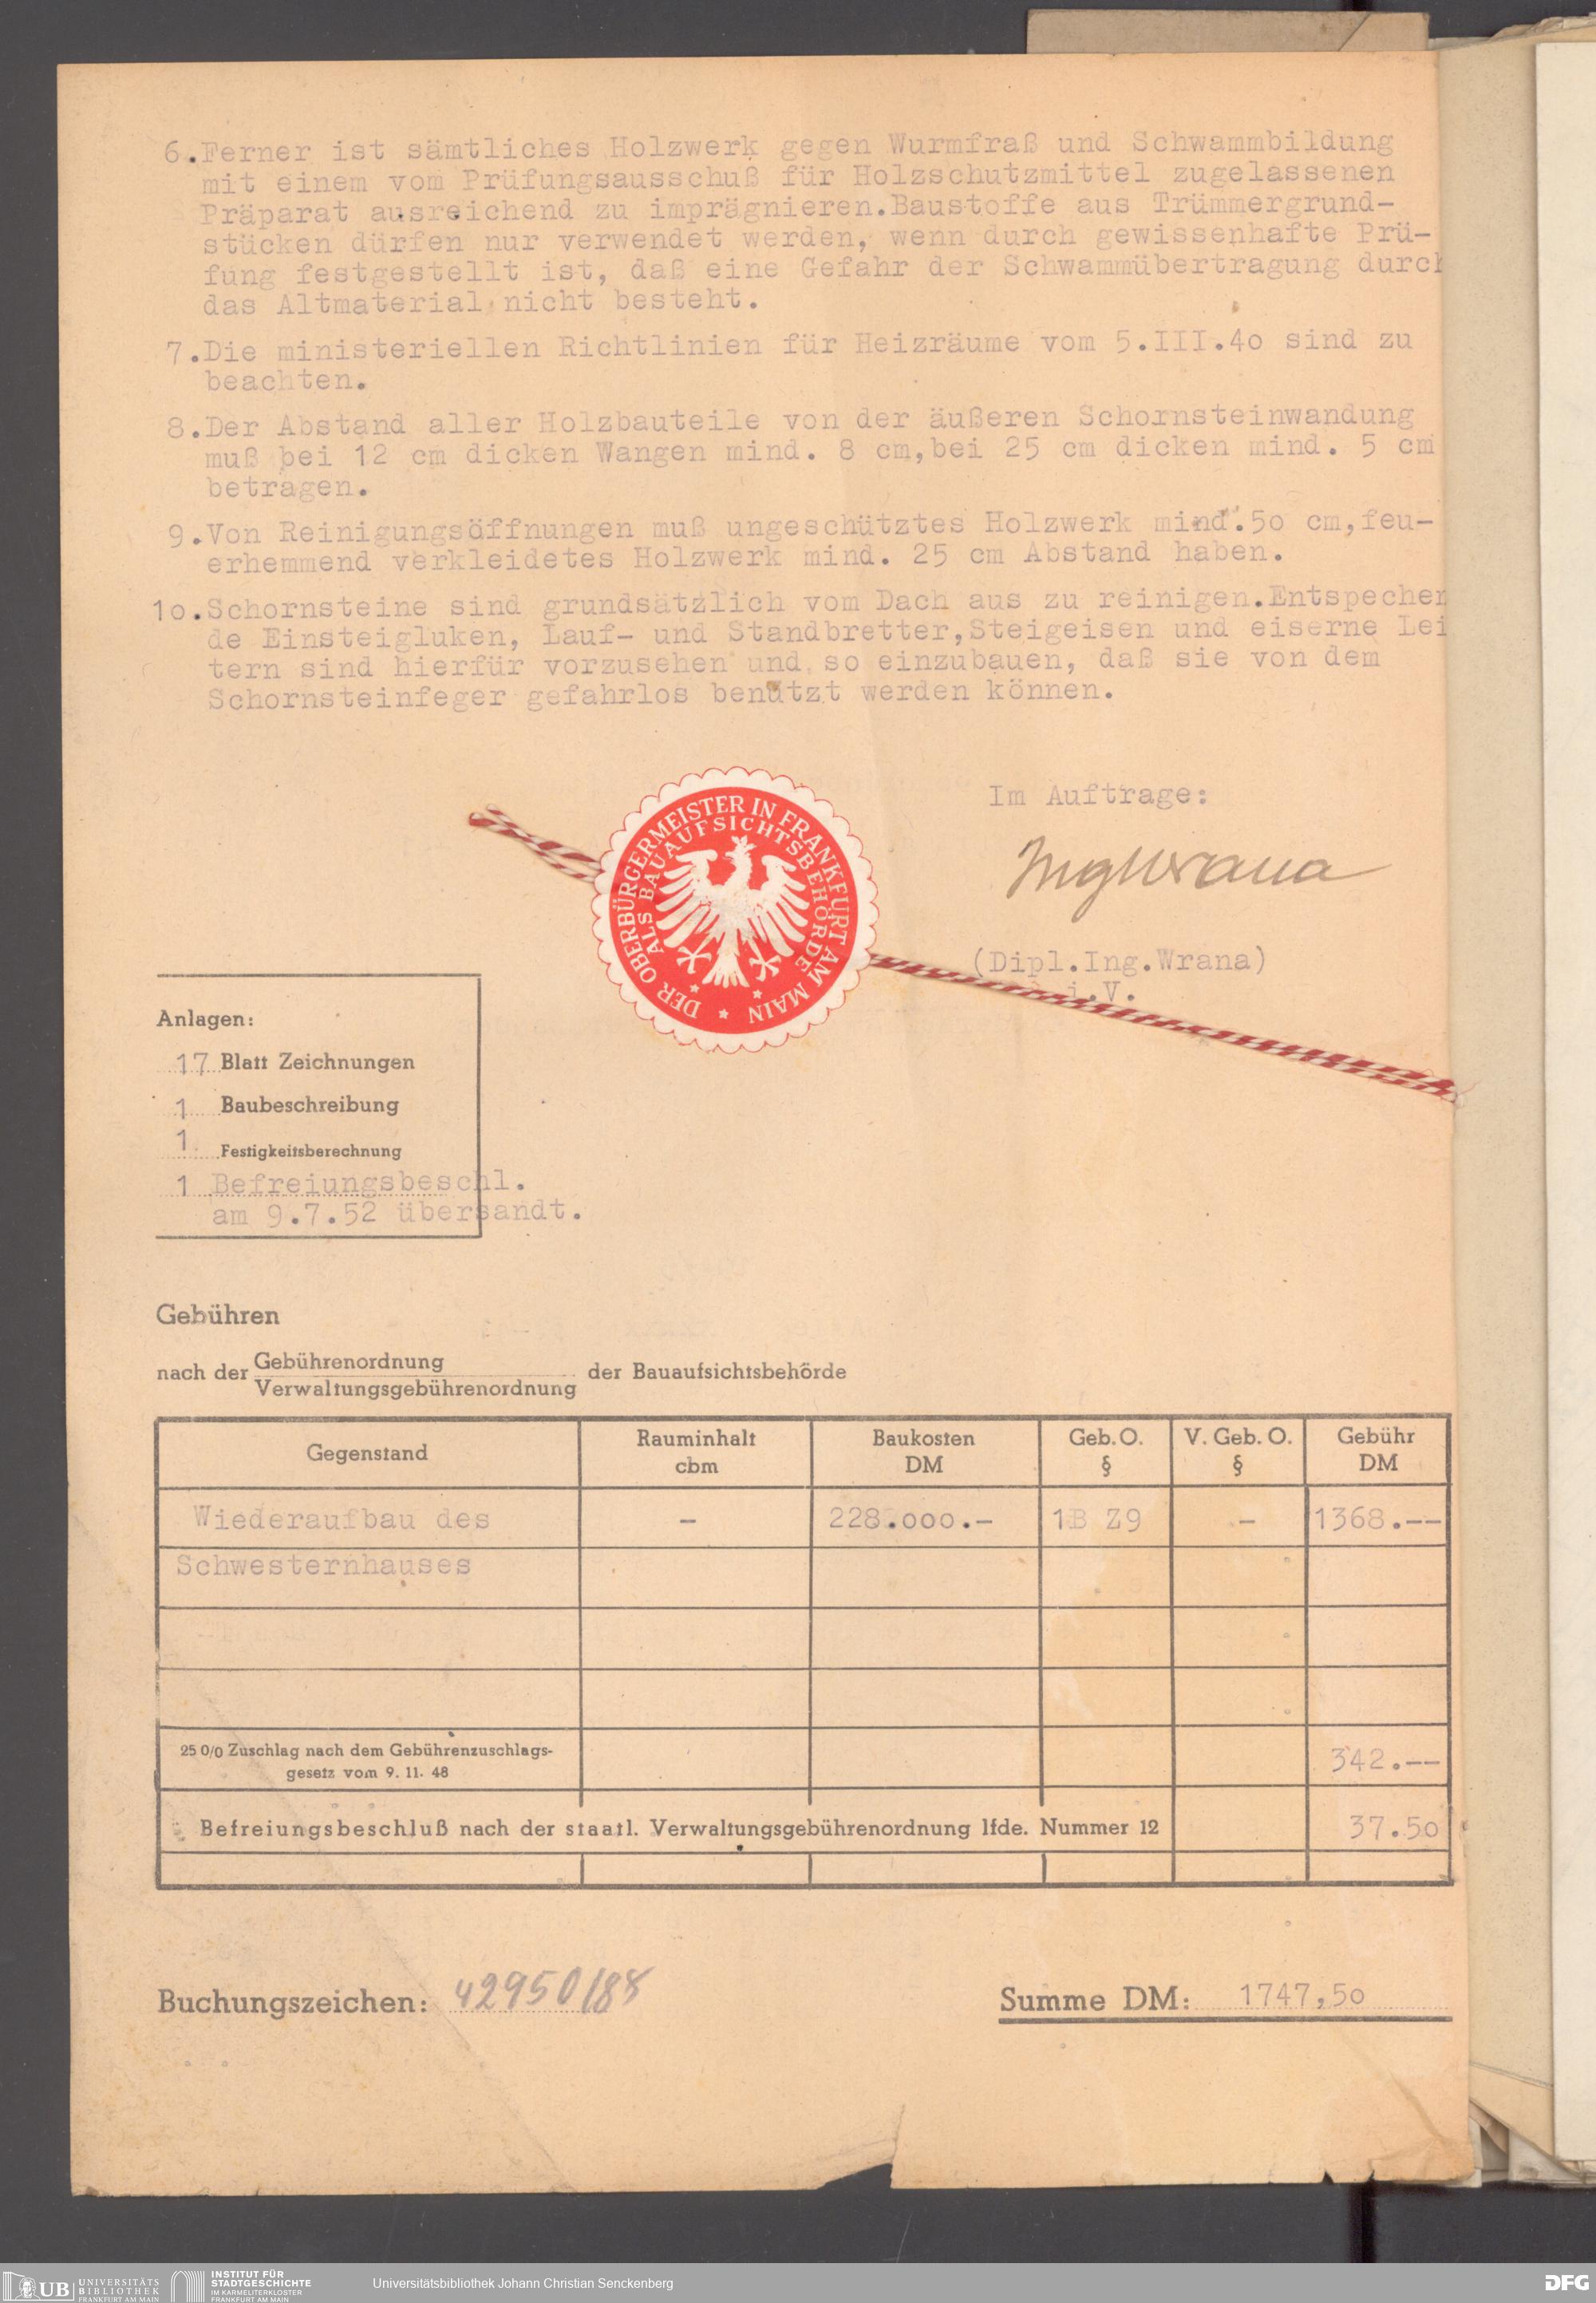 6.Ferner ist sämtliches Holzwerk gegen Wurmfraß und Schwammbildung
mit einem vom Prüfungsausschuß für Holzschutzmittel zugelassenen
Präparat ausreichend zu imprägnieren.Baustoffe aus Trümmergrund-
stücken dürfen nur verwendet werden, wenn durch gewissenhafte Prü-
fung festgestellt ist, daß eine Gefahr der Schwammübertragung durch
das Altmaterial nicht besteht.
7.Die ministeriellen Richtlinien für Heizräume vom 5.III.4o sind zu
beachten.
8.Der Abstand aller Holzbauteile von der äußeren Schornsteinwandung
muß bei 12 cm dicken Wangen mind. 8 cm,bei 25 cm dicken mind. 5 cm
betragen.
9.Von Reinigungsöffnungen muß ungeschütztes Holzwerk mind.5o cm,feu-
erhemmend verkleidetes Holzwerk mind. 25 cm Abstand haben.
1o.Schornsteine sind grundsätzlich vom Dach aus zu reinigen.Entspechen
de Einsteigluken, Lauf- und Standbretter,Steigeisen und eiserne Lei
tern sind hierfür vorzusehen und so einzubauen, daß sie von dem
Schornsteinfeger gefahrlos benutzt werden können.
DER OBERBÜRGERMEISTER IN FRANKFURT AM MAIN
ALS BAUAUFSICHTSBEHÖRDE
Im Auftrage:
Wrana
(Dipl.Ing.Wrana)
i.V.
Anlagen:
17 Blatt Zeichnungen
1 Baubeschreibung
1 Festigkeitsberechnung
1 Befreiungsbeschl.
am 9.7.52 übersandt.
Gebühren
nach der Gebührenordnung
Verwaltungsgebührenordnung der Bauaufsichtsbehörde
Gegenstand Rauminhalt cbm Baukosten DM Geb.O. § V. Geb. O. § Gebühr DM
Wiederaufbau des - 228.ooo.- 1B Z9 - 1368.--
Schwesternhauses
25 0/0 Zuschlag nach dem Gebührenzuschlags-
gesetz vom 9. 11. 48 342.--
Befreiungsbeschluß nach der staatl. Verwaltungsgebührenordnung lfde. Nummer 12 37.5o
Buchungszeichen: 42950/88 Summe DM: 1747,5o
UB UNIVERSITÄTS
BIBLIOTHEK
FRANKFURT AM MAIN
INSTITUT FÜR
STADTGESCHICHTE
IM KARMELITERKLOSTER
FRANKFURT AM MAIN
Universitätsbibliothek Johann Christian Senckenberg
DFG